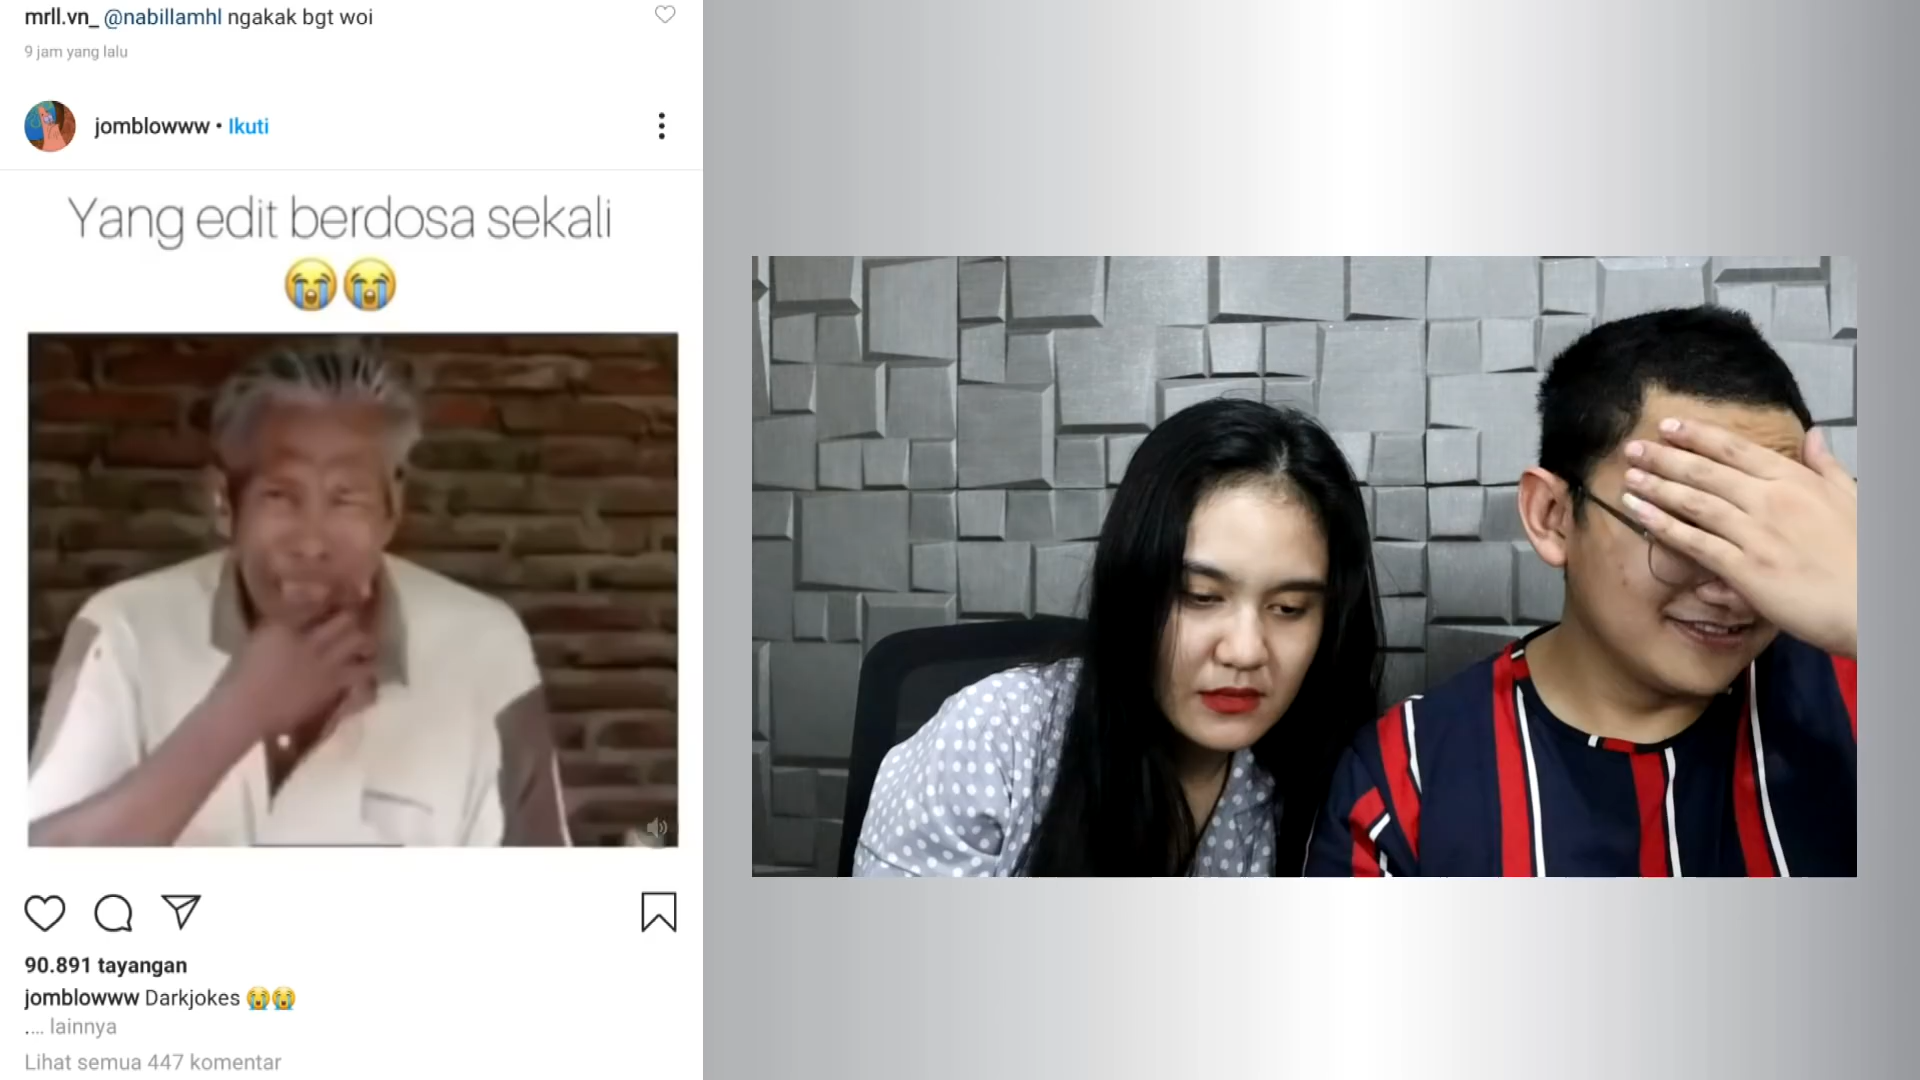 mrll.vn_ @nabillamhl ngakak bgt woi
9 jam yang lalu
jomblowww • Ikuti
Yang edit berdosa sekali
😭😭
90.891 tayangan
jomblowww Darkjokes 😭😭
.... lainnya
Lihat semua 447 komentar